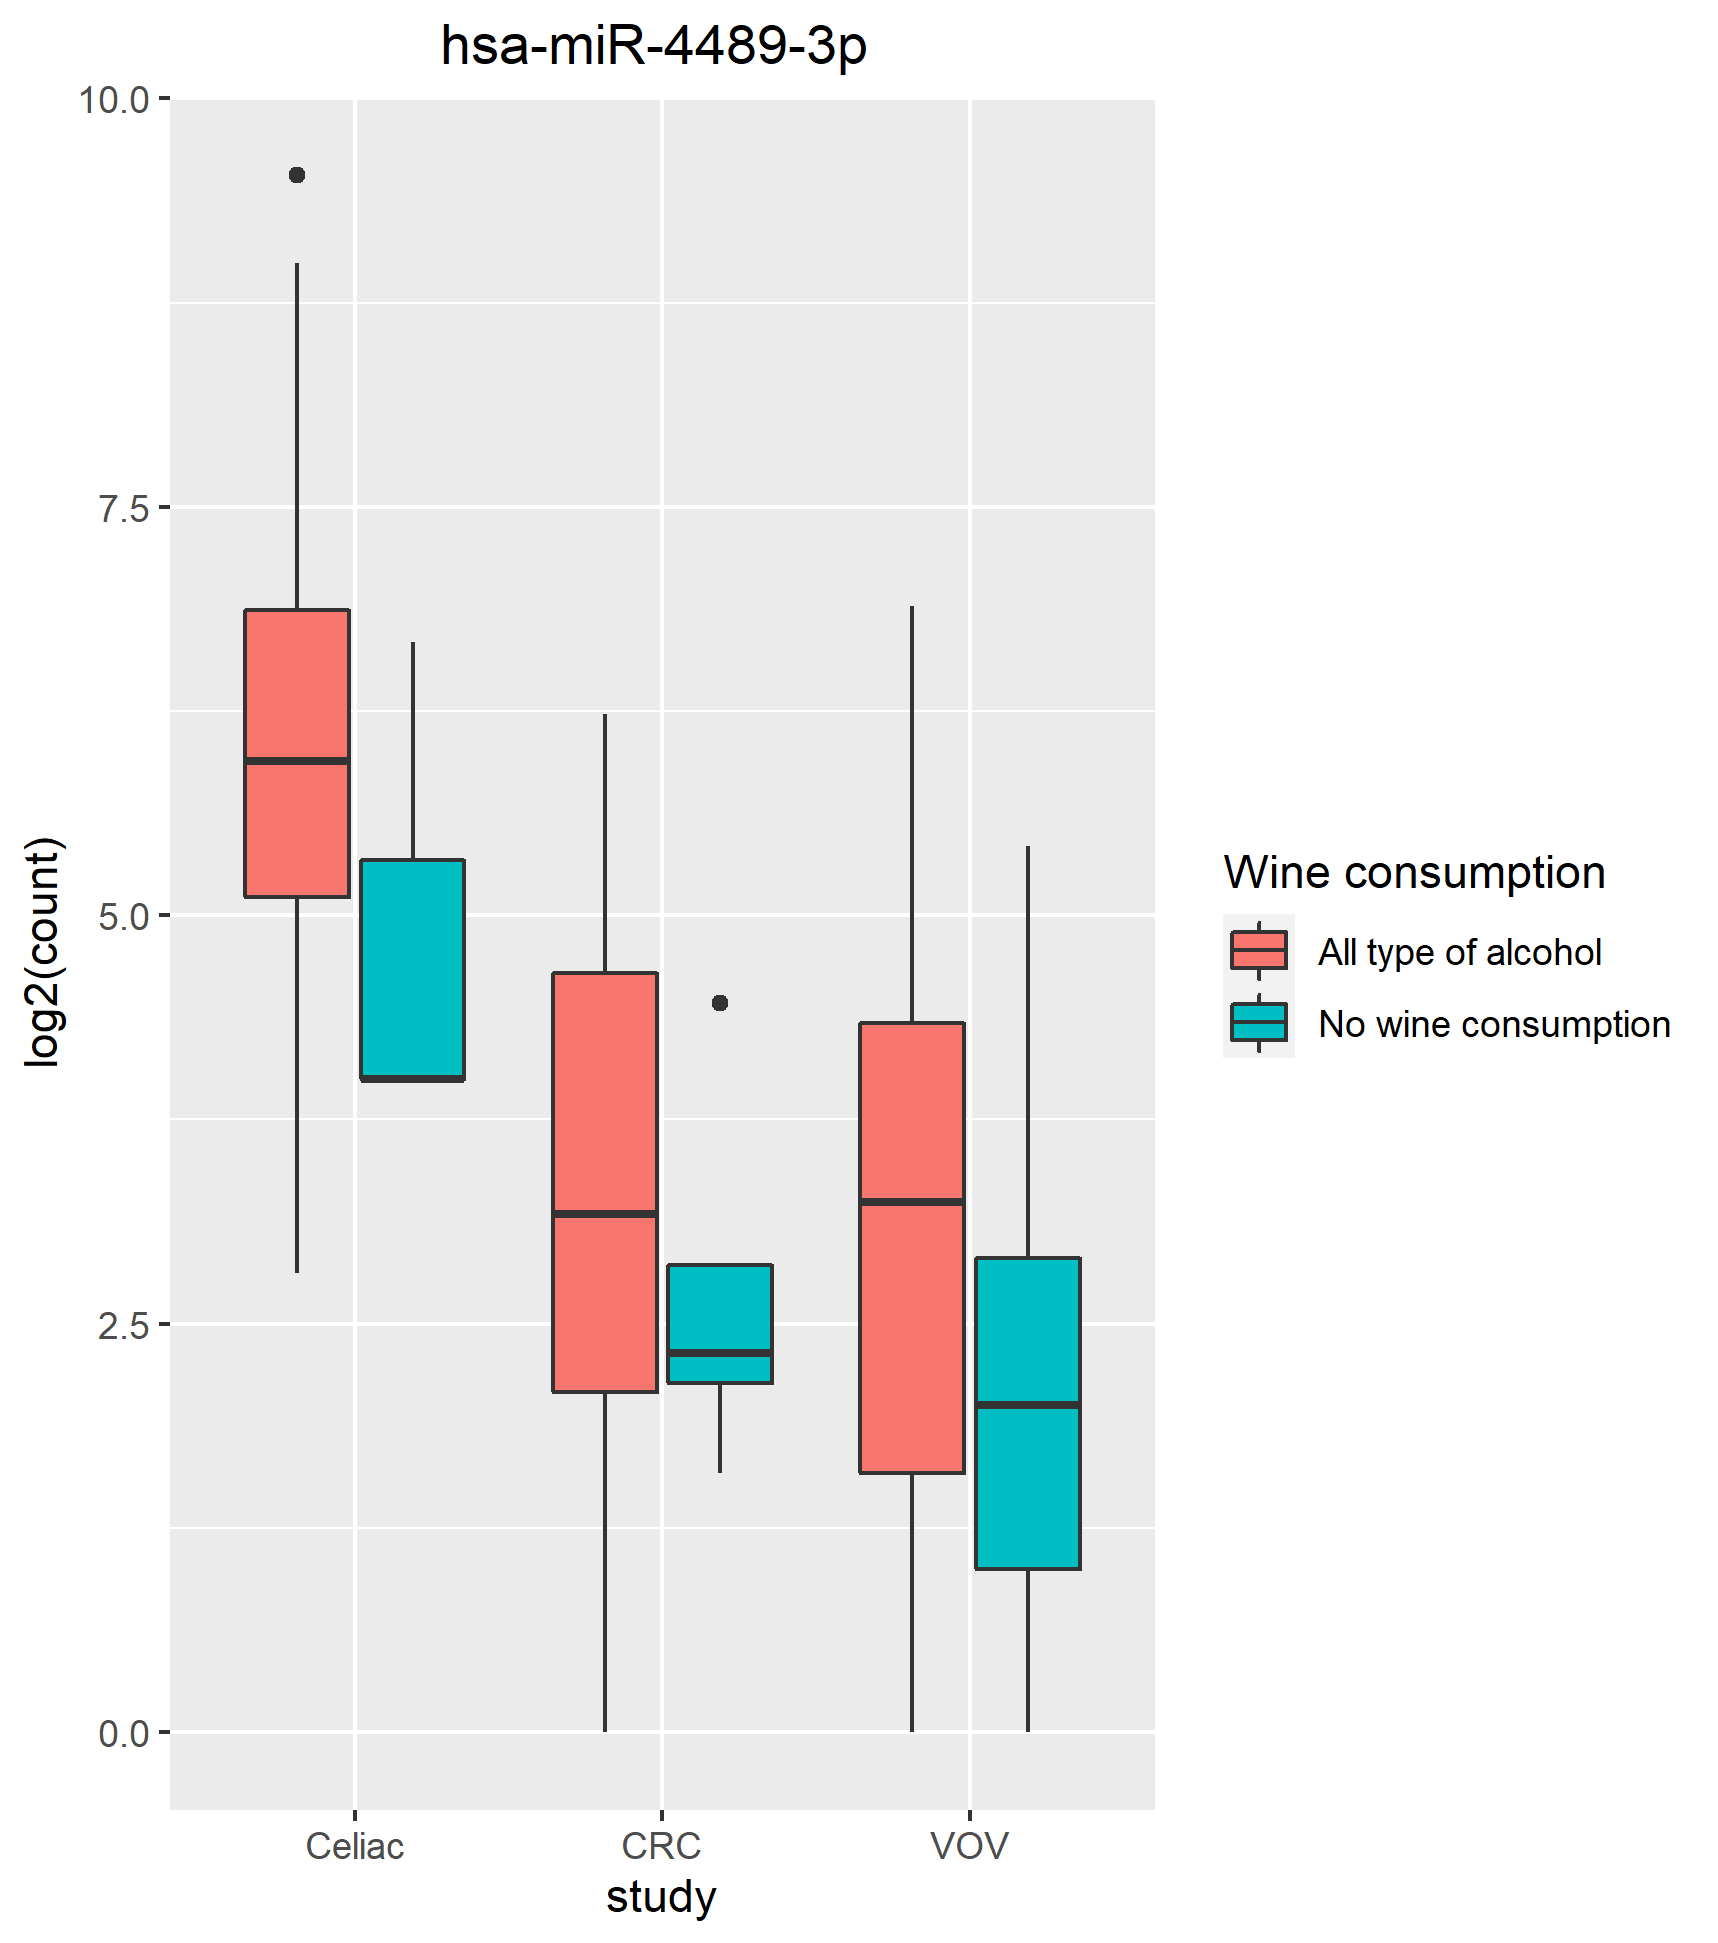 hsa-miR-4489-3p
10.0
7.5
5.0
2.5
0.0
log2(count)
Celiac CRC VOV
study
Wine consumption
All type of alcohol
No wine consumption